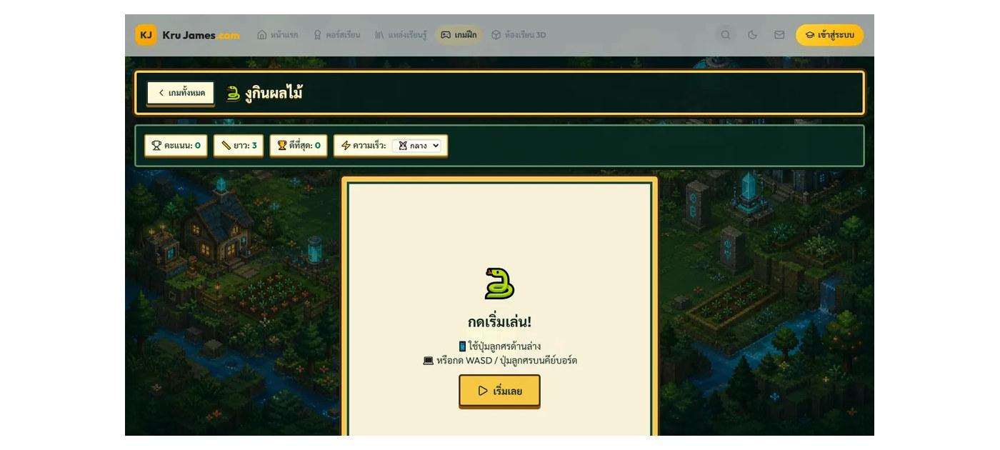 KJ Kru James.com หน้าแรก คอร์สเรียน แหล่งเรียนรู้ เกมฝึก ห้องเรียน 3D เข้าสู่ระบบ
เกมทั้งหมด งูกินผลไม้
คะแนน: 0 ยาว: 3 ดีที่สุด: 0 ความเร็ว: กลาง
กดเริ่มเล่น!
ใช้ปุ่มลูกศรด้านล่าง
หรือกด WASD / ปุ่มลูกศรบนคีย์บอร์ด
เริ่มเลย